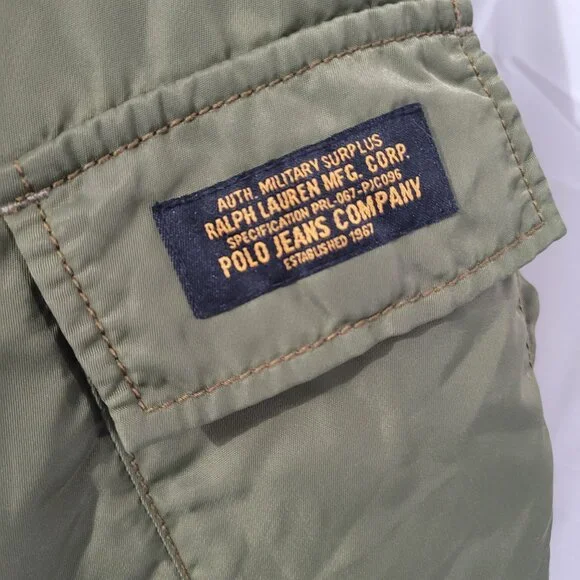 AUTH. MILITARY SURPLUS
RALPH LAUREN MFG. CORP.
SPECIFICATION PRL-067-PJC096
POLO JEANS COMPANY
ESTABLISHED 1967